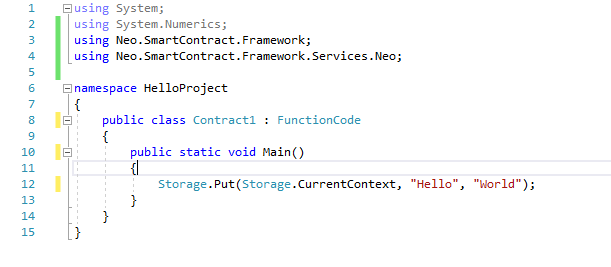 1 using System;
2 using System.Numerics;
3 using Neo.SmartContract.Framework;
4 using Neo.SmartContract.Framework.Services.Neo;
5
6 namespace HelloProject
7 {
8 public class Contract1 : FunctionCode
9 {
10 public static void Main()
11 {
12 Storage.Put(Storage.CurrentContext, "Hello", "World");
13 }
14 }
15 }